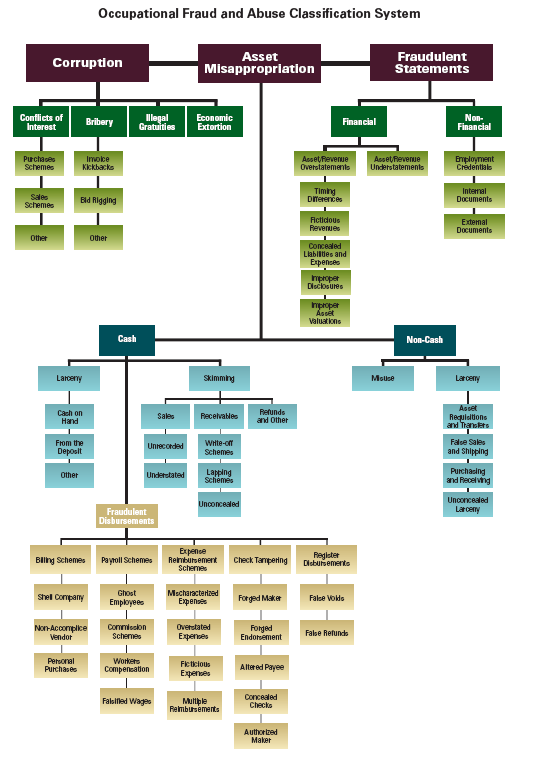 Occupational Fraud and Abuse Classification System
Corruption
Asset
Misappropriation
Fraudulent
Statements
Conflicts of
Interest
Bribery
Illegal
Gratuities
Economic
Extortion
Financial
Non-
Financial
Purchases
Schemes
Invoice
Kickbacks
Asset/Revenue
Overstatements
Asset/Revenue
Understatements
Employment
Credentials
Sales
Schemes
Bid Rigging
Timing
Differences
Internal
Documents
Other
Other
Ficticious
Revenues
External
Documents
Concealed
Liabilities and
Expenses
Improper
Disclosures
Improper
Asset
Valuations
Cash
Non-Cash
Larceny
Skimming
Misuse
Larceny
Cash on
Hand
Sales
Receivables
Refunds
and Other
Asset
Requisitions
and Transfers
From the
Deposit
Unrecorded
Write-off
Schemes
False Sales
and Shipping
Other
Understated
Lapping
Schemes
Purchasing
and Receiving
Unconcealed
Unconcealed
Larceny
Fraudulent
Disbursements
Billing Schemes
Payroll Schemes
Expense
Reimbursement
Schemes
Check Tampering
Register
Disbursements
Shell Company
Ghost
Employees
Mischaracterized
Expenses
Forged Maker
False Voids
Non-Accomplice
Vendor
Commission
Schemes
Overstated
Expenses
Forged
Endorsement
False Refunds
Personal
Purchases
Workers
Compensation
Ficticious
Expenses
Altered Payee
Falsified Wages
Multiple
Reimbursements
Concealed
Checks
Authorized
Maker